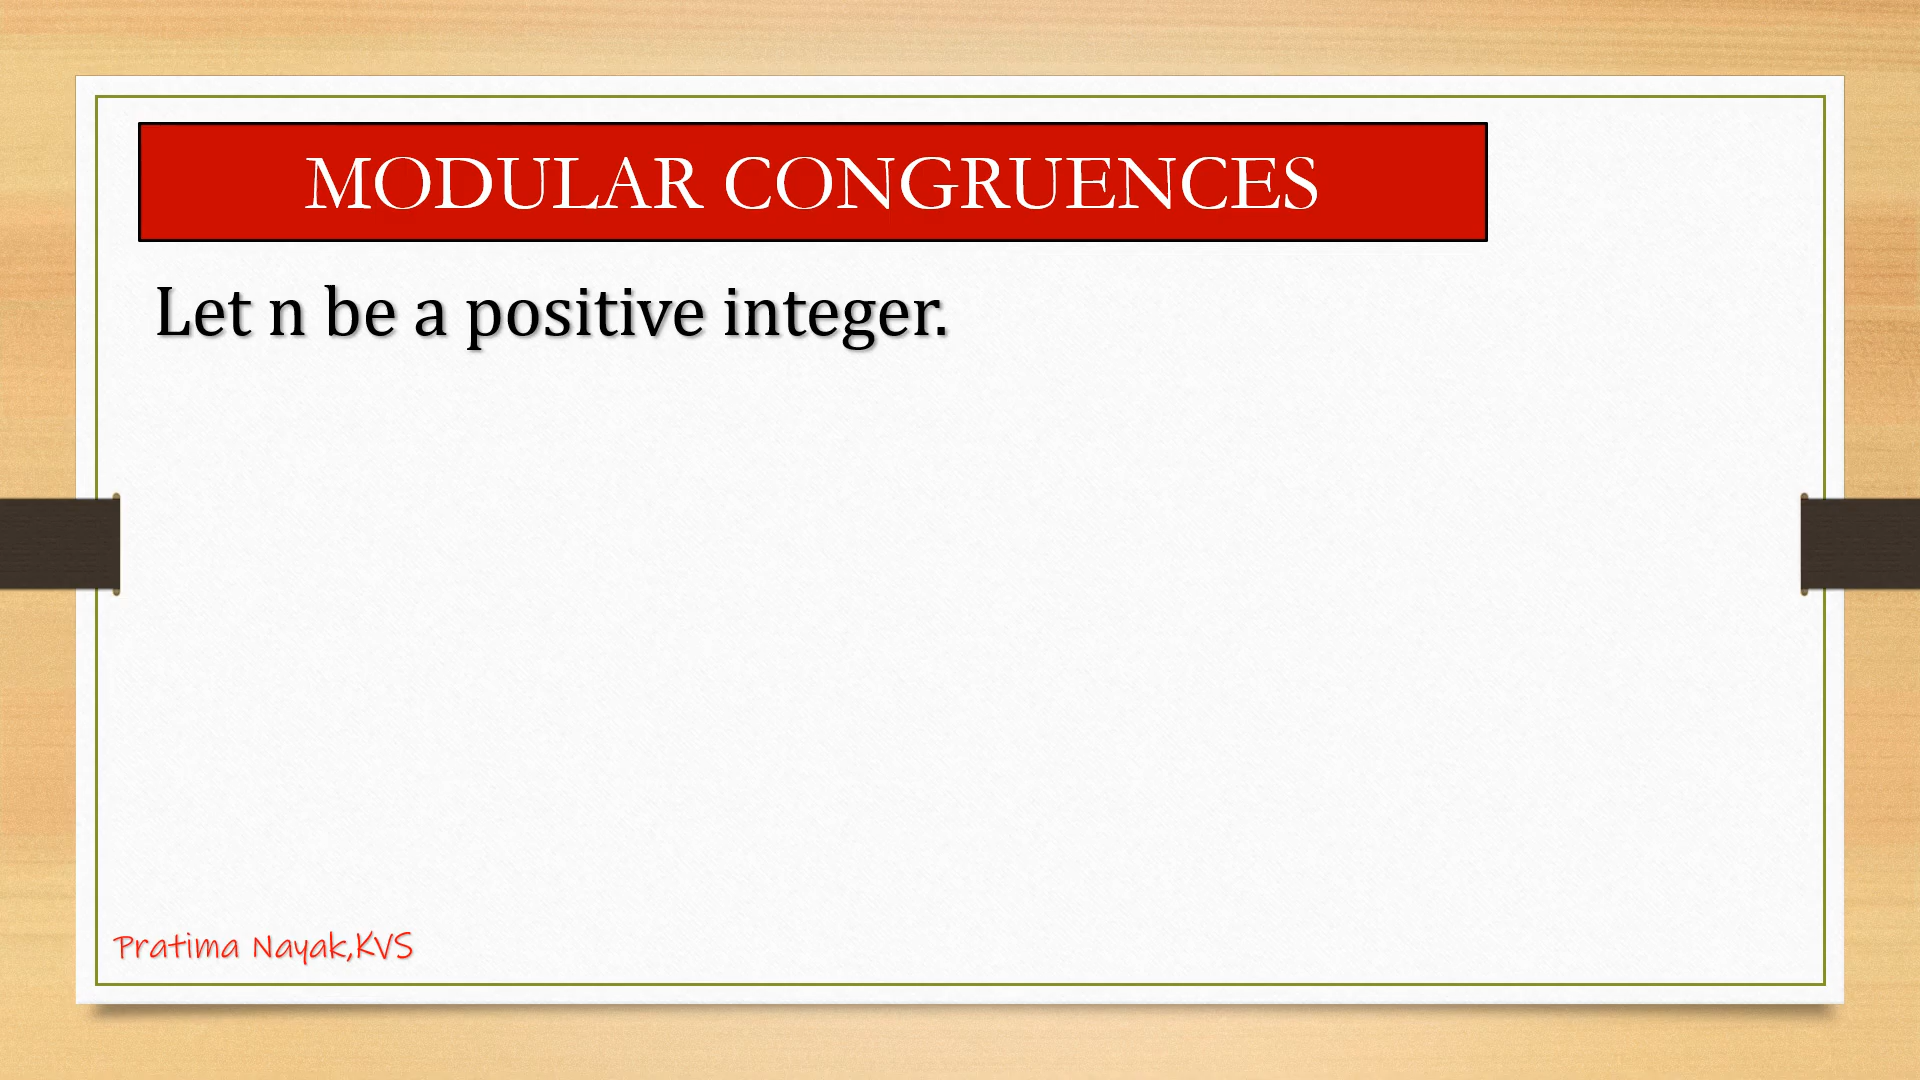 MODULAR CONGRUENCES
Let n be a positive integer.
Pratima Nayak,KVS